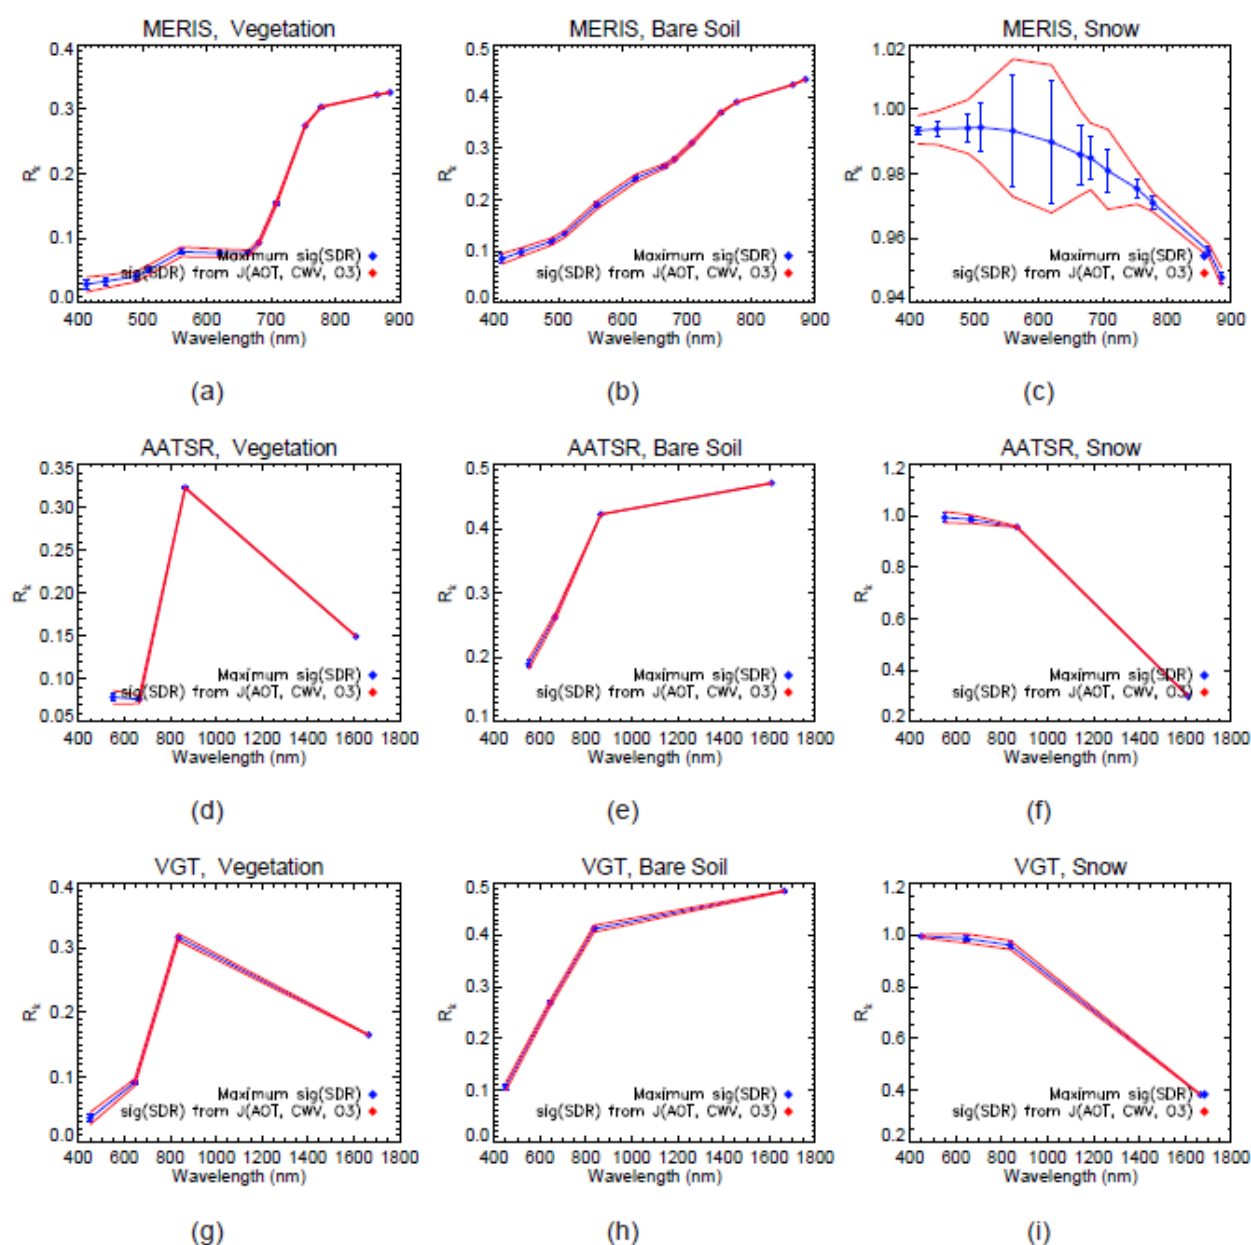 MERIS, Vegetation
0.4
0.3
0.2
0.1
0.0
R_k
Maximum sig(SDR)
sig(SDR) from J(AOT, CWV, O3)
400 500 600 700 800 900
Wavelength (nm)
(a)
MERIS, Bare Soil
0.5
0.4
0.3
0.2
0.1
0.0
R_k
Maximum sig(SDR)
sig(SDR) from J(AOT, CWV, O3)
400 500 600 700 800 900
Wavelength (nm)
(b)
MERIS, Snow
1.02
1.00
0.98
0.96
0.94
R_k
Maximum sig(SDR)
sig(SDR) from J(AOT, CWV, O3)
400 500 600 700 800 900
Wavelength (nm)
(c)
AATSR, Vegetation
0.35
0.30
0.25
0.20
0.15
0.10
0.05
R_k
Maximum sig(SDR)
sig(SDR) from J(AOT, CWV, O3)
400 600 800 1000 1200 1400 1600 1800
Wavelength (nm)
(d)
AATSR, Bare Soil
0.5
0.4
0.3
0.2
0.1
R_k
Maximum sig(SDR)
sig(SDR) from J(AOT, CWV, O3)
400 600 800 1000 1200 1400 1600 1800
Wavelength (nm)
(e)
AATSR, Snow
1.2
1.0
0.8
0.6
0.4
0.2
R_k
Maximum sig(SDR)
sig(SDR) from J(AOT, CWV, O3)
400 600 800 1000 1200 1400 1600 1800
Wavelength (nm)
(f)
VGT, Vegetation
0.4
0.3
0.2
0.1
0.0
R_k
Maximum sig(SDR)
sig(SDR) from J(AOT, CWV, O3)
400 600 800 1000 1200 1400 1600 1800
Wavelength (nm)
(g)
VGT, Bare Soil
0.5
0.4
0.3
0.2
0.1
0.0
R_k
Maximum sig(SDR)
sig(SDR) from J(AOT, CWV, O3)
400 600 800 1000 1200 1400 1600 1800
Wavelength (nm)
(h)
VGT, Snow
1.2
1.0
0.8
0.6
0.4
0.2
R_k
Maximum sig(SDR)
sig(SDR) from J(AOT, CWV, O3)
400 600 800 1000 1200 1400 1600 1800
Wavelength (nm)
(i)